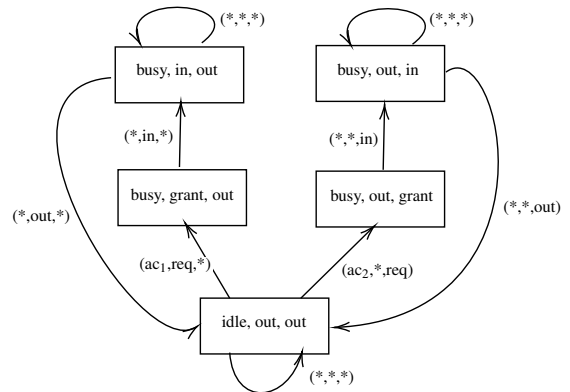 (*,*,*)
(*,*,*)
busy, in, out
busy, out, in
(*,in,*)
(*,*,in)
busy, grant, out
busy, out, grant
(*,out,*)
(*,*,out)
(ac₁,req,*)
(ac₂,*,req)
idle, out, out
(*,*,*)